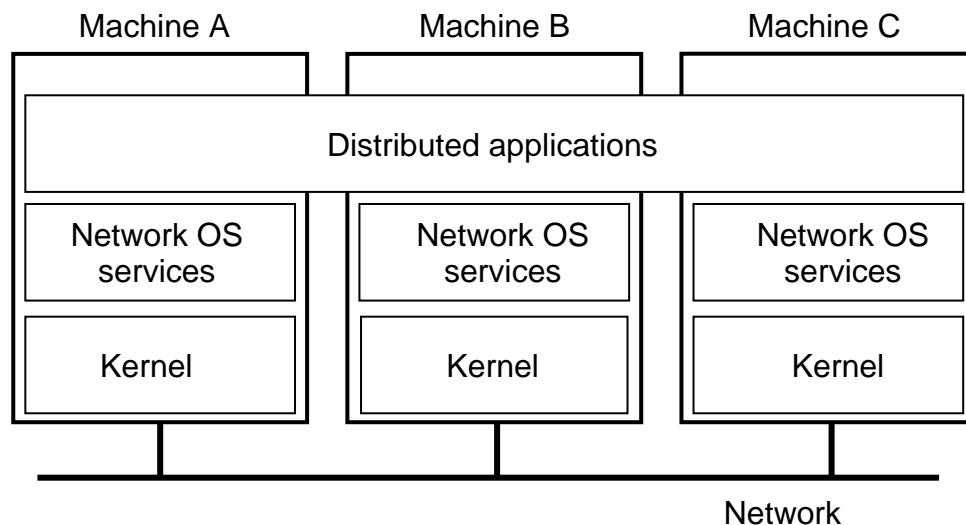 Machine A
Machine B
Machine C
Distributed applications
Network OS
services
Network OS
services
Network OS
services
Kernel
Kernel
Kernel
Network